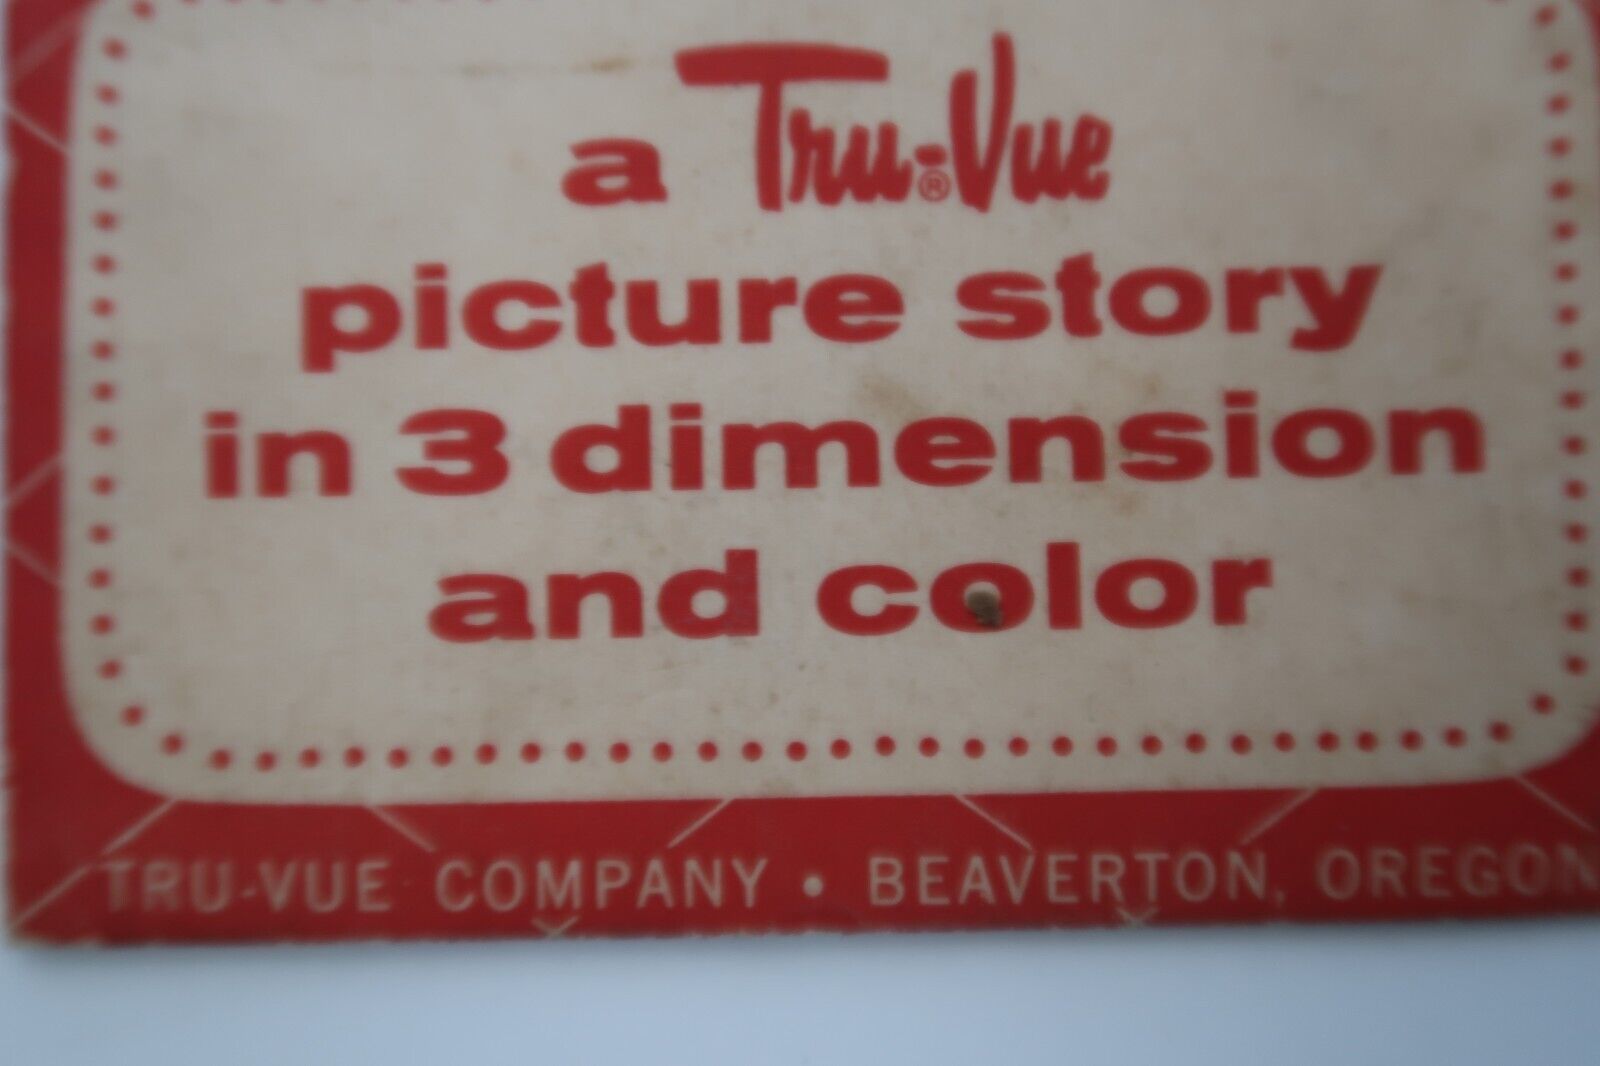 a Tru-Vue®
picture story
in 3 dimension
and color
TRU-VUE COMPANY • BEAVERTON, OREGON